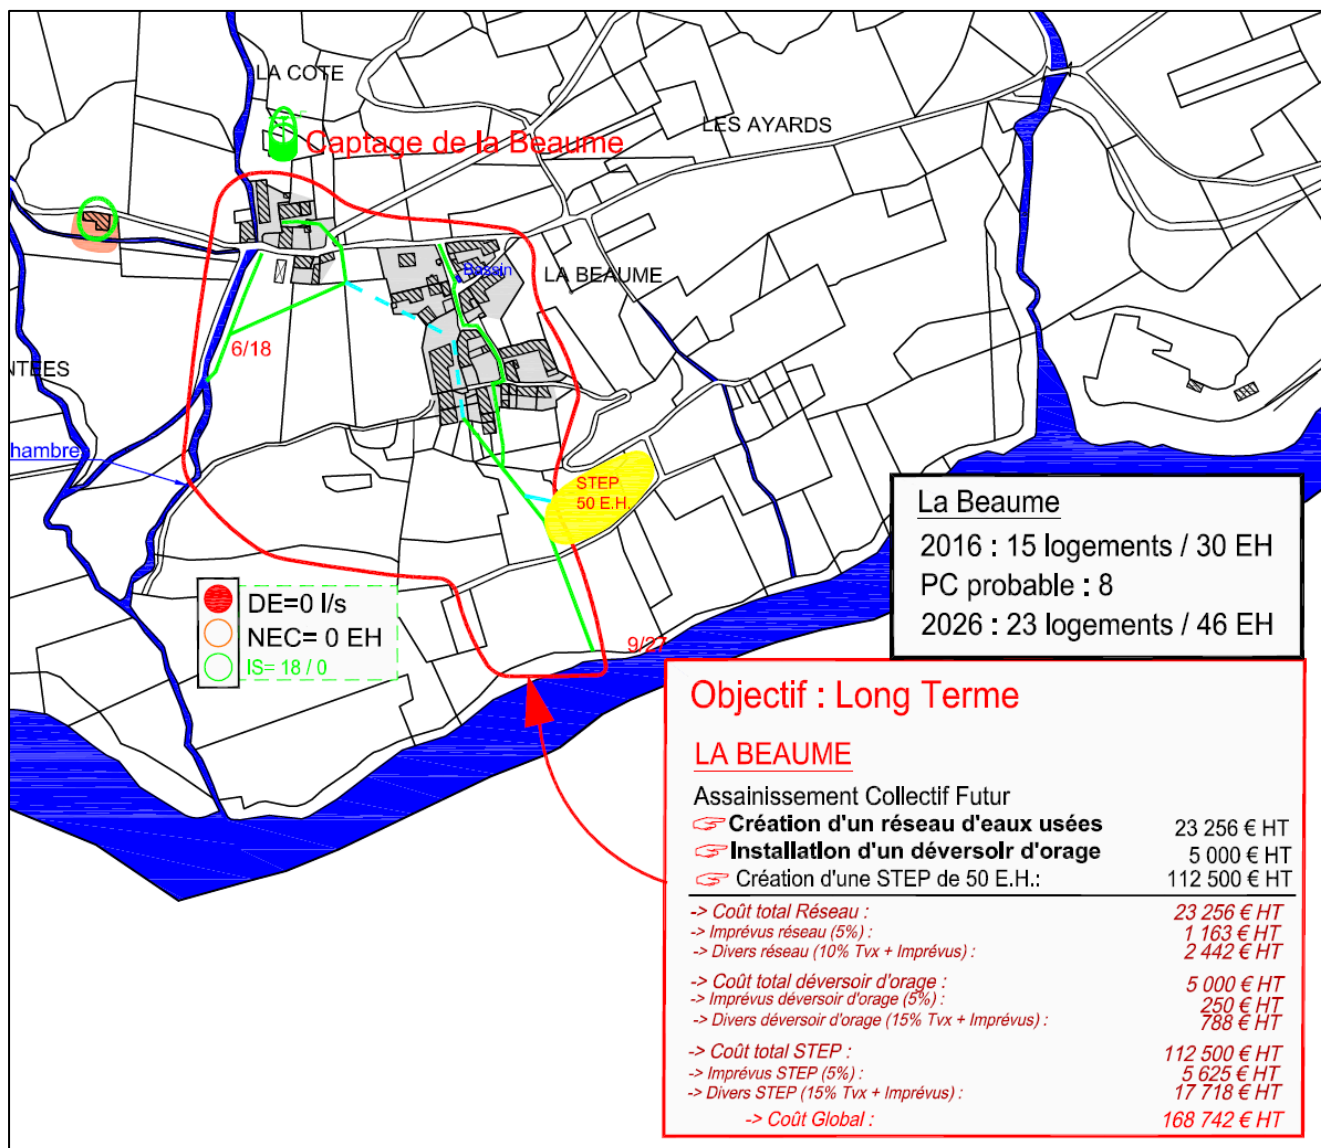 LA COTE
Captage de la Beaume
LES AYARDS
Bassin
LA BEAUME
6/18
NTEES
hambre
STEP
50 E.H.
La Beaume
2016 : 15 logements / 30 EH
PC probable : 8
2026 : 23 logements / 46 EH
DE=0 l/s
NEC= 0 EH
IS= 18 / 0
9/27
Objectif : Long Terme
LA BEAUME
Assainissement Collectif Futur
Création d'un réseau d'eaux usées 23 256 € HT
Installation d'un déversoir d'orage 5 000 € HT
Création d'une STEP de 50 E.H.: 112 500 € HT
-> Coût total Réseau : 23 256 € HT
-> Imprévus réseau (5%) : 1 163 € HT
-> Divers réseau (10% Tvx + Imprévus) : 2 442 € HT
-> Coût total déversoir d'orage : 5 000 € HT
-> Imprévus déversoir d'orage (5%) : 250 € HT
-> Divers déversoir d'orage (15% Tvx + Imprévus) : 788 € HT
-> Coût total STEP : 112 500 € HT
-> Imprévus STEP (5%) : 5 625 € HT
-> Divers STEP (15% Tvx + Imprévus) : 17 718 € HT
-> Coût Global : 168 742 € HT